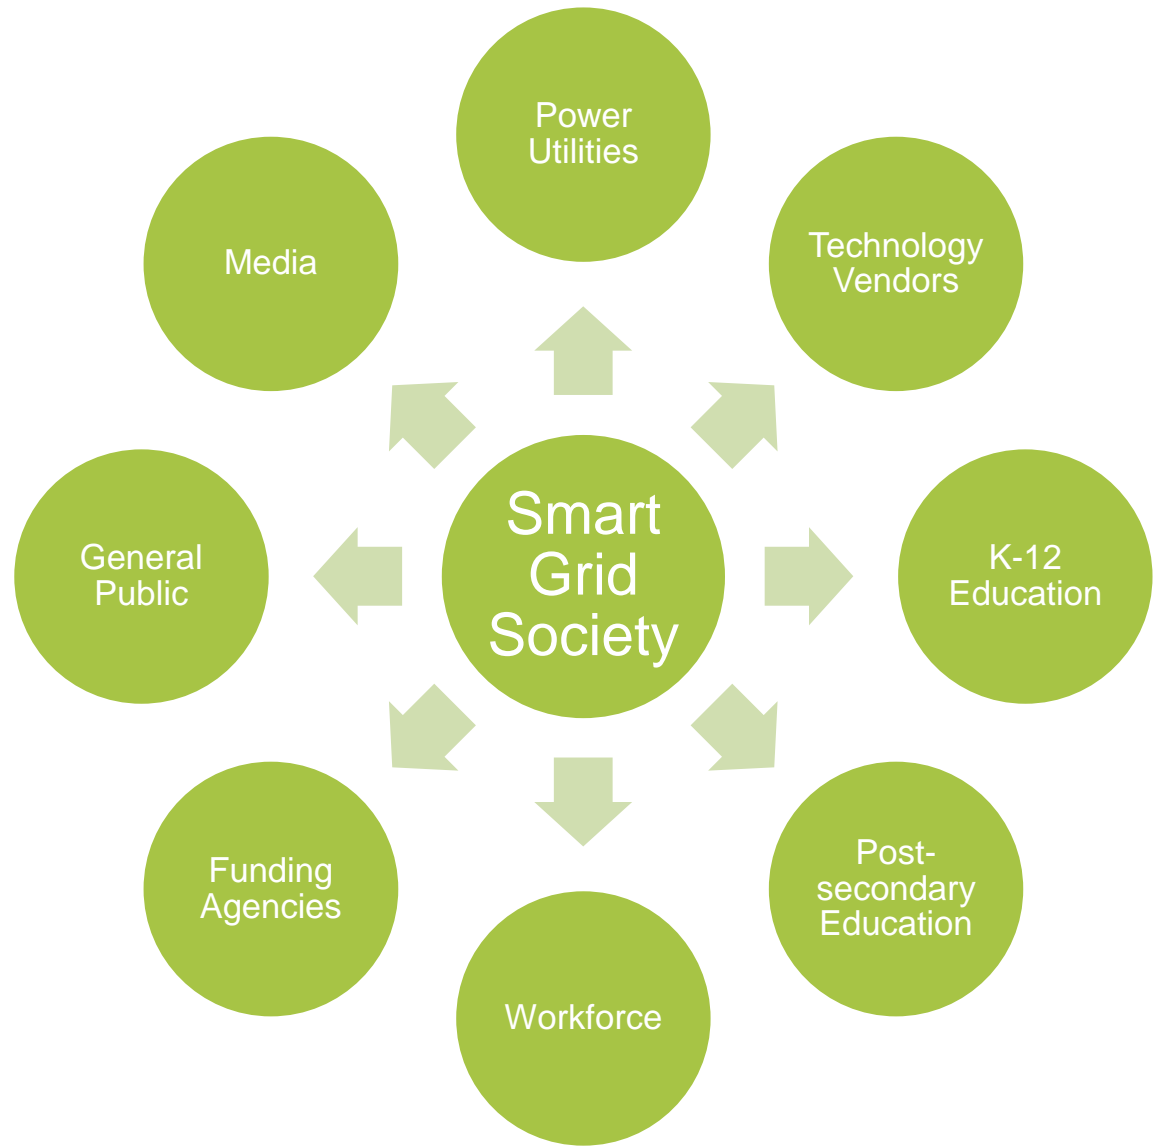 Power
Utilities
Technology
Vendors
K-12
Education
Post-
secondary
Education
Workforce
Funding
Agencies
General
Public
Media
Smart
Grid
Society